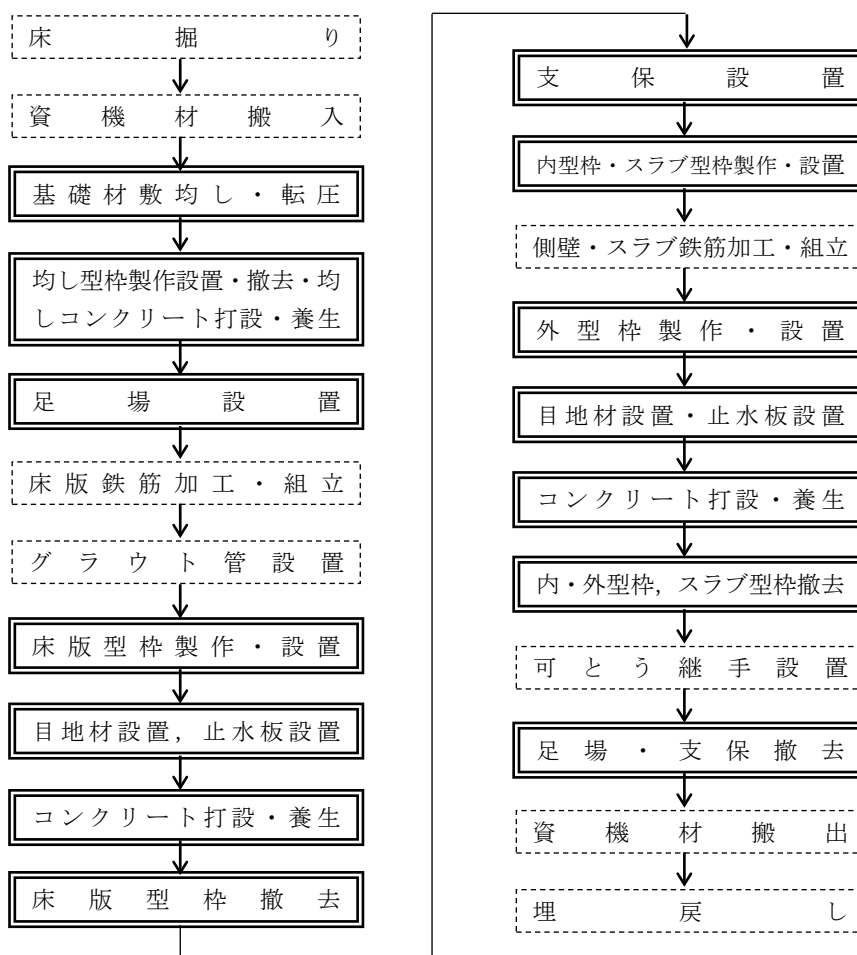 床掘り
資機材搬入
基礎材敷均し・転圧
均し型枠製作設置・撤去・均
しコンクリート打設・養生
足場設置
床版鉄筋加工・組立
グラウト管設置
床版型枠製作・設置
目地材設置，止水板設置
コンクリート打設・養生
床版型枠撤去
支保設置
内型枠・スラブ型枠製作・設置
側壁・スラブ鉄筋加工・組立
外型枠製作・設置
目地材設置・止水板設置
コンクリート打設・養生
内・外型枠，スラブ型枠撤去
可とう継手設置
足場・支保撤去
資機材搬出
埋戻し